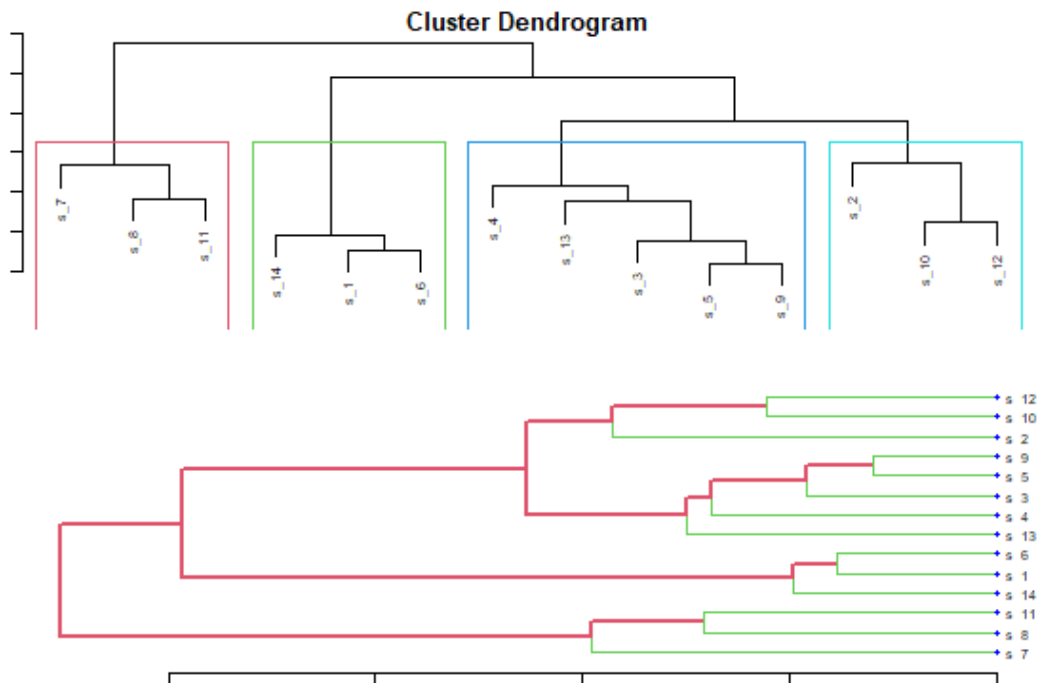 Cluster Dendrogram
s_7
s_8
s_11
s_14
s_1
s_6
s_4
s_13
s_3
s_5
s_9
s_2
s_10
s_12
s 12
s 10
s 2
s 9
s 5
s 3
s 4
s 13
s 6
s 1
s 14
s 11
s 8
s 7